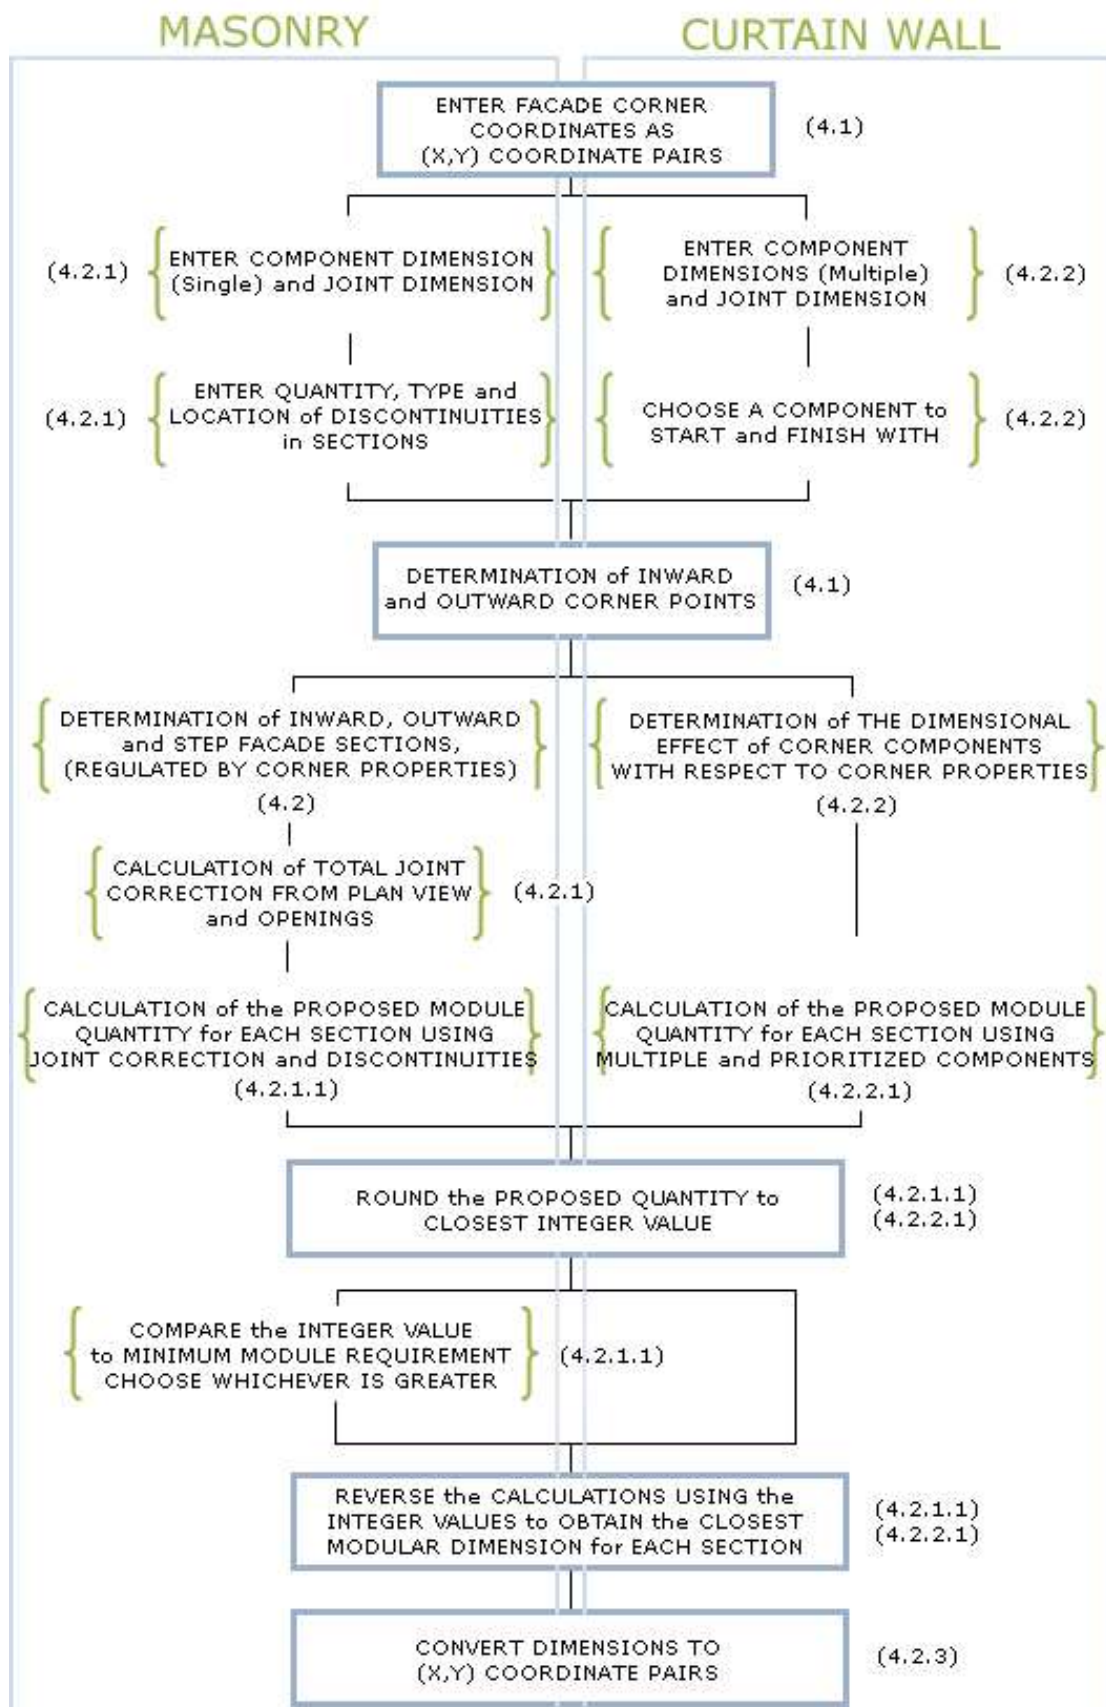 MASONRY
CURTAIN WALL
ENTER FACADE CORNER
COORDINATES AS
(X,Y) COORDINATE PAIRS
(4.1)
(4.2.1)
ENTER COMPONENT DIMENSION
(Single) and JOINT DIMENSION
ENTER COMPONENT
DIMENSIONS (Multiple)
and JOINT DIMENSION
(4.2.2)
(4.2.1)
ENTER QUANTITY, TYPE and
LOCATION of DISCONTINUITIES
in SECTIONS
CHOOSE A COMPONENT to
START and FINISH WITH
(4.2.2)
DETERMINATION of INWARD
and OUTWARD CORNER POINTS
(4.1)
DETERMINATION of INWARD, OUTWARD
and STEP FACADE SECTIONS,
(REGULATED BY CORNER PROPERTIES)
(4.2)
DETERMINATION of THE DIMENSIONAL
EFFECT of CORNER COMPONENTS
WITH RESPECT TO CORNER PROPERTIES
(4.2.2)
CALCULATION of TOTAL JOINT
CORRECTION FROM PLAN VIEW
and OPENINGS
(4.2.1)
CALCULATION of the PROPOSED MODULE
QUANTITY for EACH SECTION USING
JOINT CORRECTION and DISCONTINUITIES
(4.2.1.1)
CALCULATION of the PROPOSED MODULE
QUANTITY for EACH SECTION USING
MULTIPLE and PRIORITIZED COMPONENTS
(4.2.2.1)
ROUND the PROPOSED QUANTITY to
CLOSEST INTEGER VALUE
(4.2.1.1)
(4.2.2.1)
COMPARE the INTEGER VALUE
to MINIMUM MODULE REQUIREMENT
CHOOSE WHICHEVER IS GREATER
(4.2.1.1)
REVERSE the CALCULATIONS USING the
INTEGER VALUES to OBTAIN the CLOSEST
MODULAR DIMENSION for EACH SECTION
(4.2.1.1)
(4.2.2.1)
CONVERT DIMENSIONS TO
(X,Y) COORDINATE PAIRS
(4.2.3)